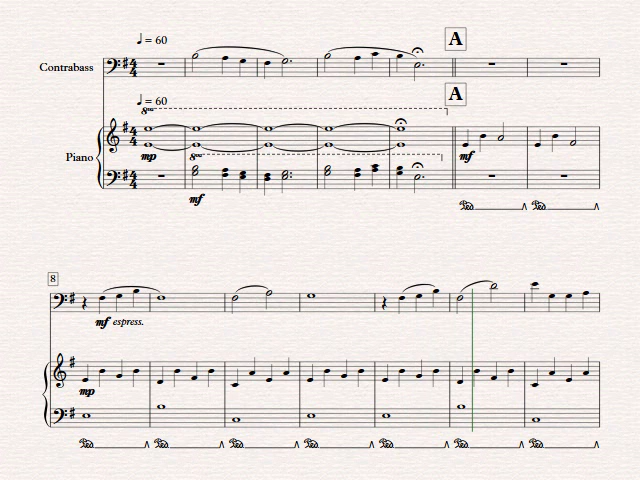 ♩ = 60
A
Contrabass
♩ = 60
A
8va
Piano
mp
8va
mf
mf
8
mf espress.
mp